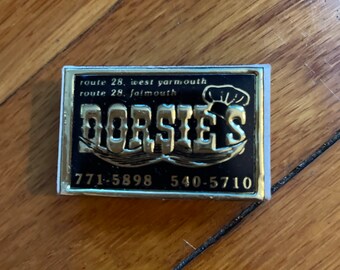 route 28, west yarmouth
route 28, falmouth
DORSIE'S
771-5898 540-5710